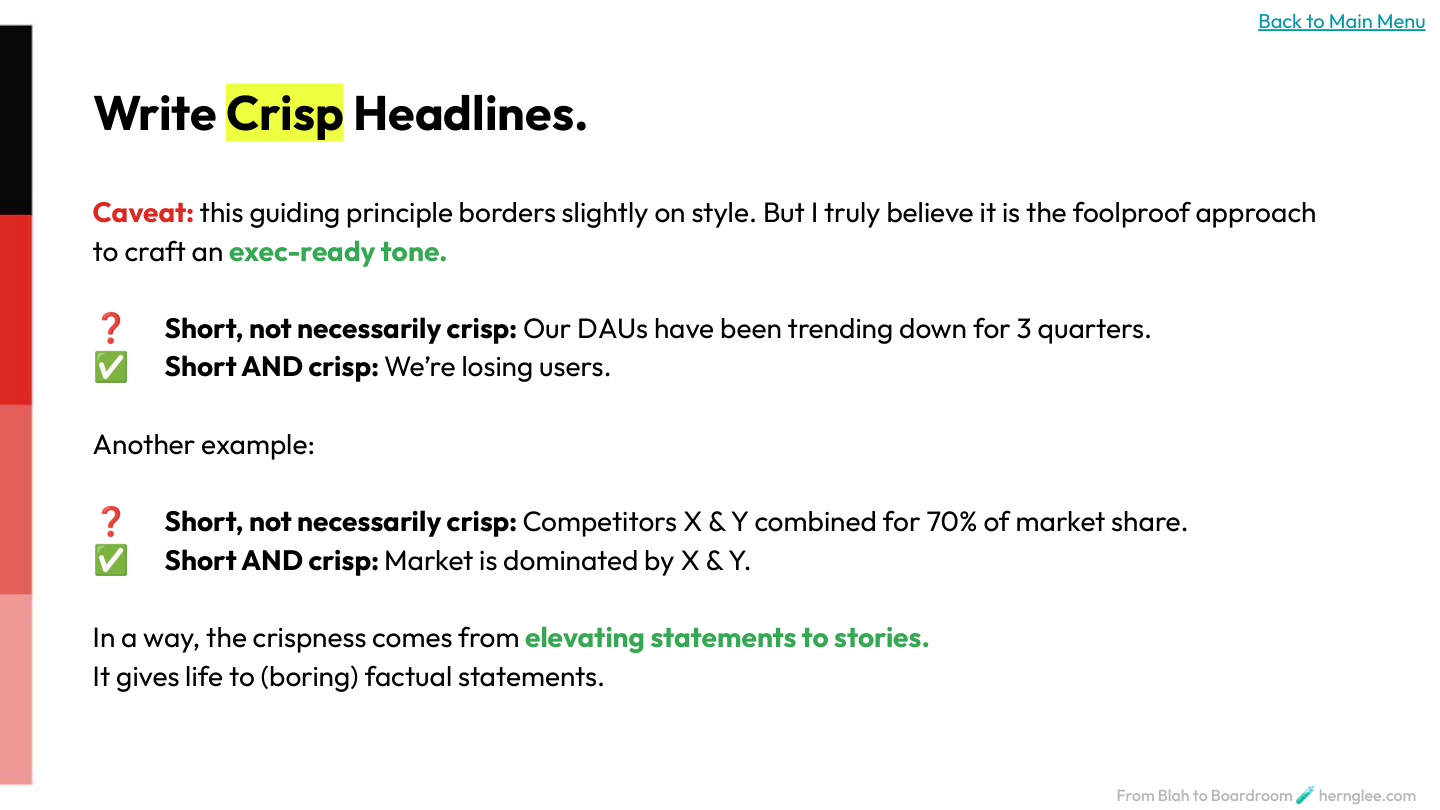 Back to Main Menu
Write Crisp Headlines.
Caveat: this guiding principle borders slightly on style. But I truly believe it is the foolproof approach
to craft an exec-ready tone.
❓ Short, not necessarily crisp: Our DAUs have been trending down for 3 quarters.
✅ Short AND crisp: We’re losing users.
Another example:
❓ Short, not necessarily crisp: Competitors X & Y combined for 70% of market share.
✅ Short AND crisp: Market is dominated by X & Y.
In a way, the crispness comes from elevating statements to stories.
It gives life to (boring) factual statements.
From Blah to Boardroom 🧪 hernglee.com